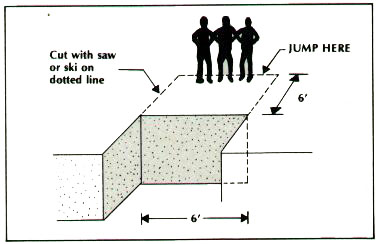 Cut with saw
or ski on
dotted line
JUMP HERE
6'
6'